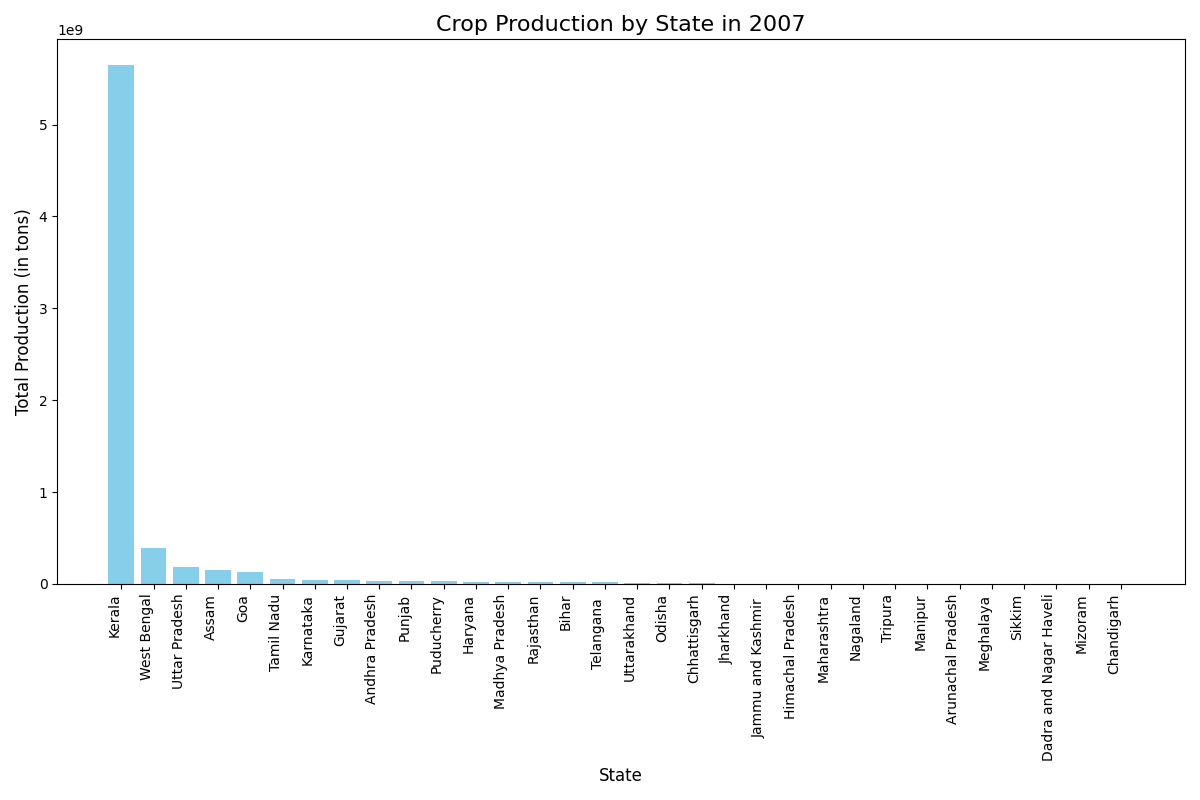 Crop Production by State in 2007
1e9
Total Production (in tons)
5
4
3
2
1
0
Kerala
West Bengal
Uttar Pradesh
Assam
Goa
Tamil Nadu
Karnataka
Gujarat
Andhra Pradesh
Punjab
Puducherry
Haryana
Madhya Pradesh
Rajasthan
Bihar
Telangana
Uttarakhand
Odisha
Chhattisgarh
Jharkhand
Jammu and Kashmir
Himachal Pradesh
Maharashtra
Nagaland
Tripura
Manipur
Arunachal Pradesh
Meghalaya
Sikkim
Dadra and Nagar Haveli
Mizoram
Chandigarh
State